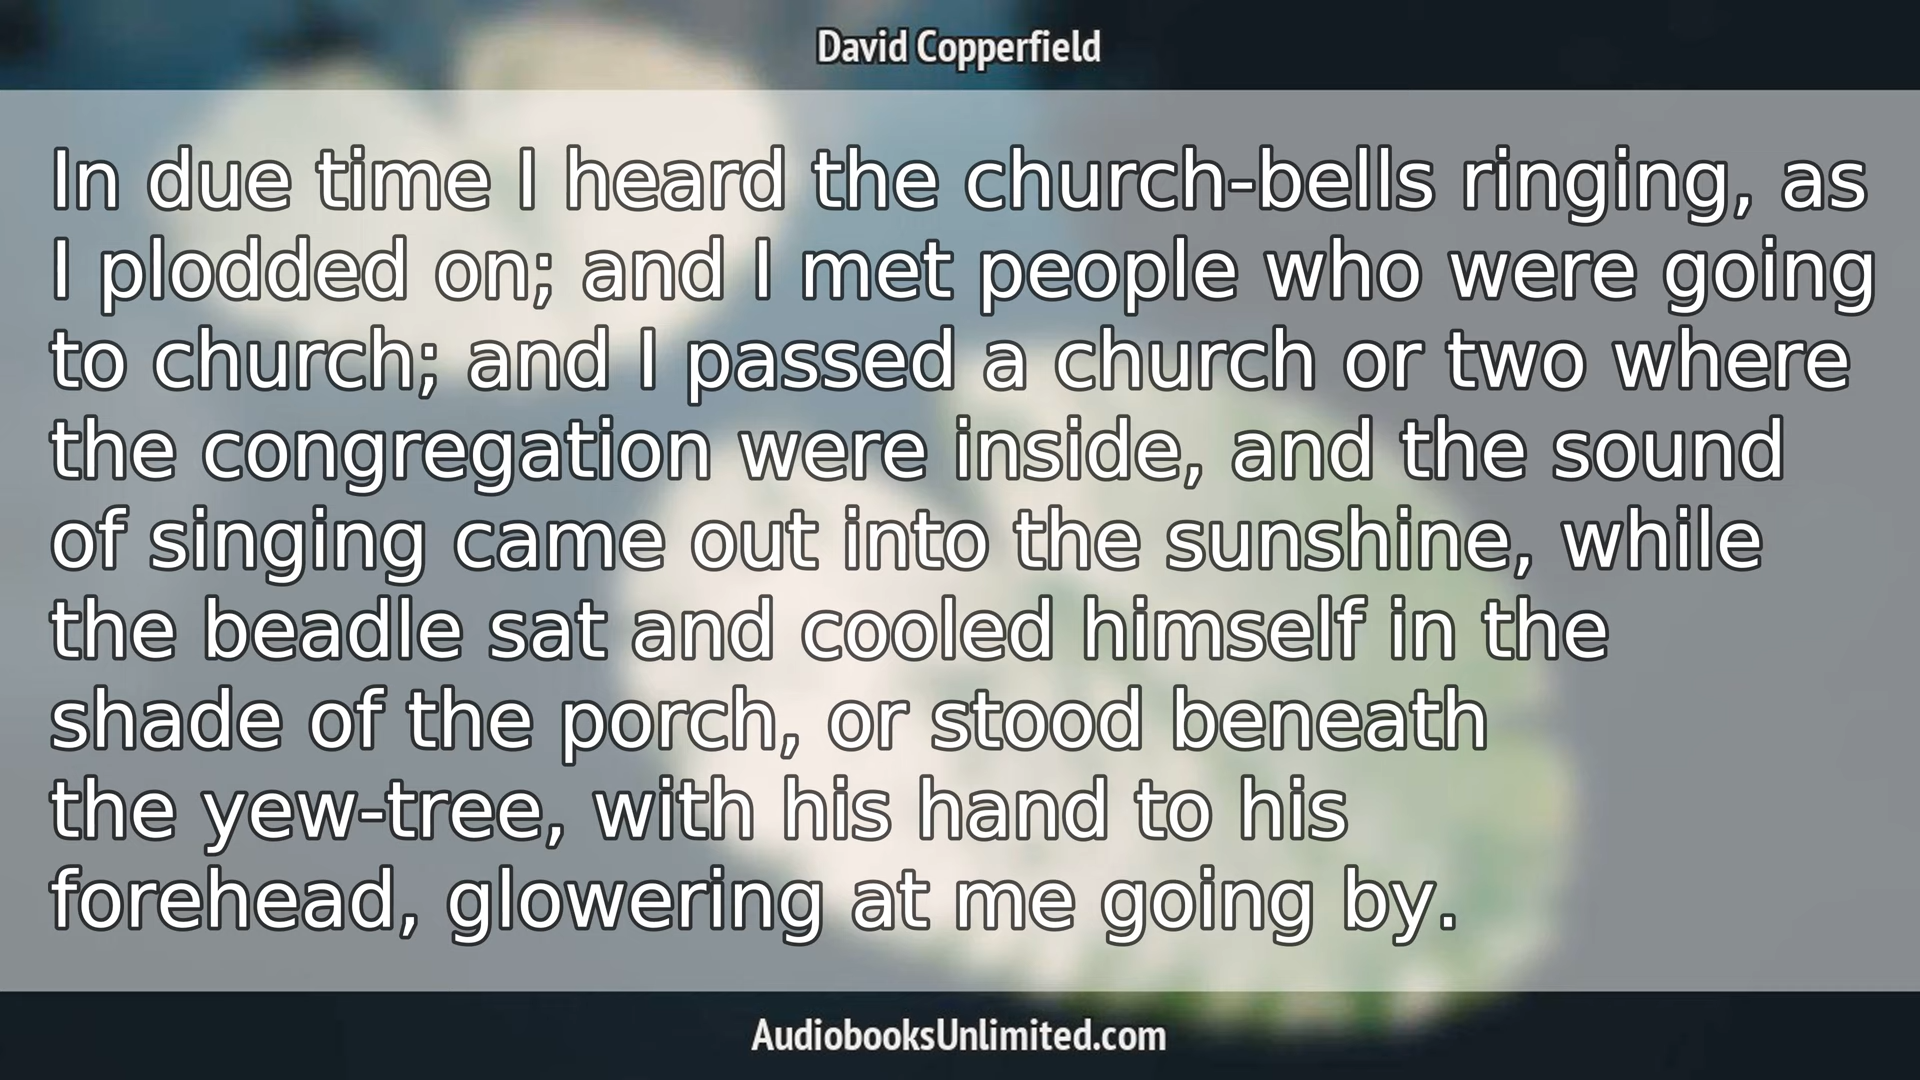 David Copperfield
In due time I heard the church-bells ringing, as
I plodded on; and I met people who were going
to church; and I passed a church or two where
the congregation were inside, and the sound
of singing came out into the sunshine, while
the beadle sat and cooled himself in the
shade of the porch, or stood beneath
the yew-tree, with his hand to his
forehead, glowering at me going by.
AudiobooksUnlimited.com